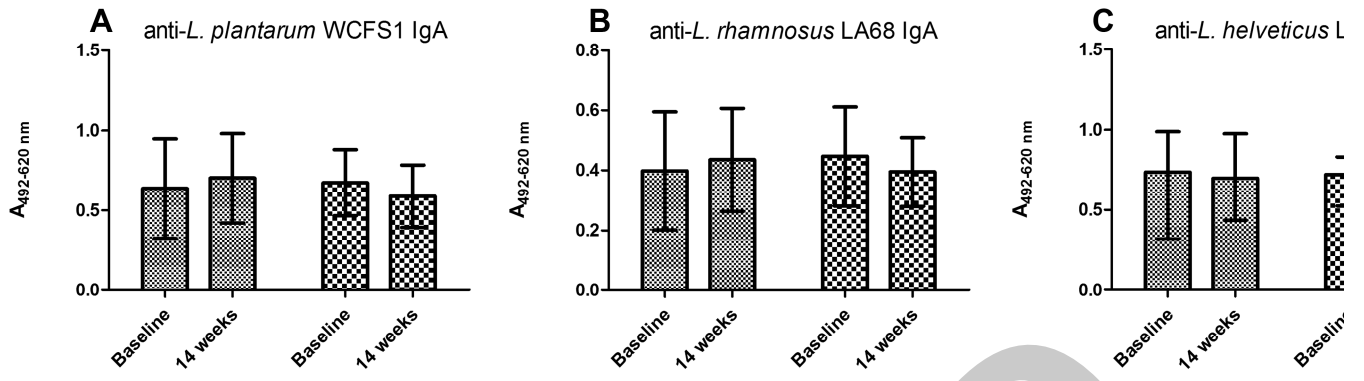 A
anti-L. plantarum WCFS1 IgA
1.5
1.0
0.5
0.0
A492-620 nm
Baseline
14 weeks
Baseline
14 weeks
B
anti-L. rhamnosus LA68 IgA
0.8
0.6
0.4
0.2
0.0
A492-620 nm
Baseline
14 weeks
Baseline
14 weeks
C
anti-L. helveticus L
1.5
1.0
0.5
0.0
A492-620 nm
Baseline
14 weeks
Baseline